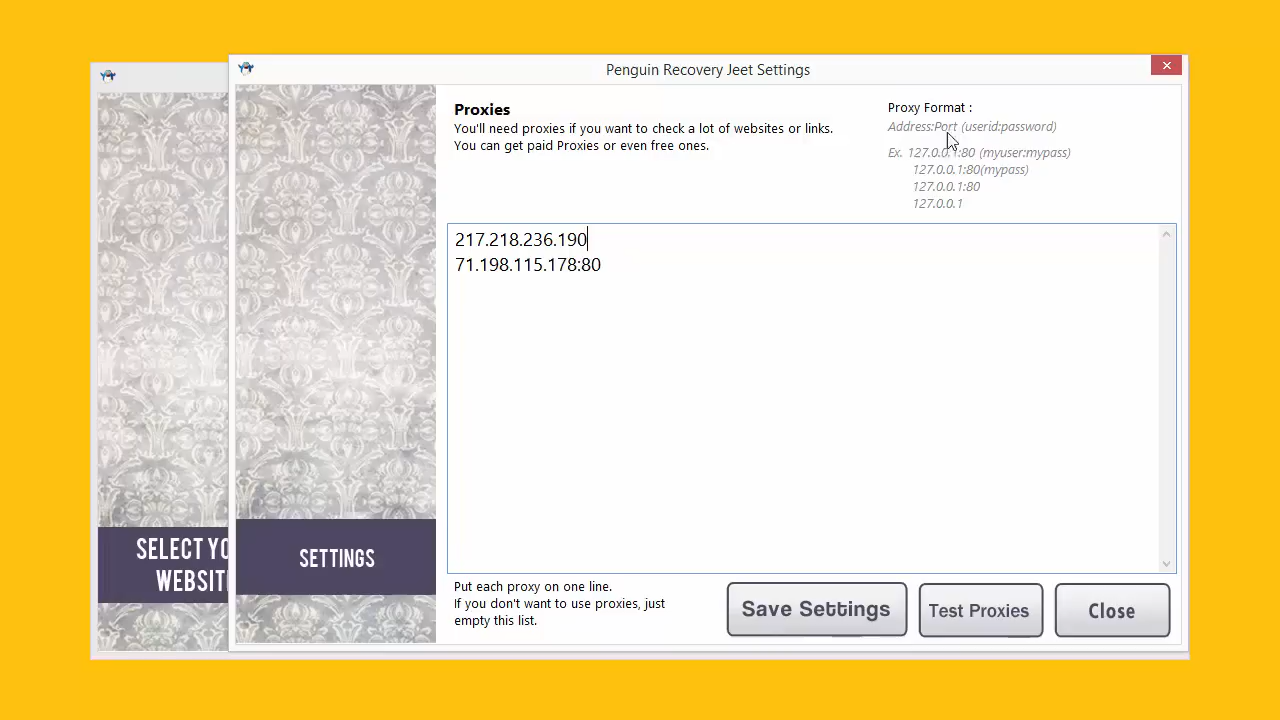 Penguin Recovery Jeet Settings
Proxies
You'll need proxies if you want to check a lot of websites or links.
You can get paid Proxies or even free ones.
Proxy Format :
Address:Port (userid:password)
Ex. 127.0.0.1:80 (myuser:mypass)
127.0.0.1:80(mypass)
127.0.0.1:80
127.0.0.1
217.218.236.190
71.198.115.178:80
SELECT YO
WEBSIT
SETTINGS
Put each proxy on one line.
If you don't want to use proxies, just
empty this list.
Save Settings
Test Proxies
Close